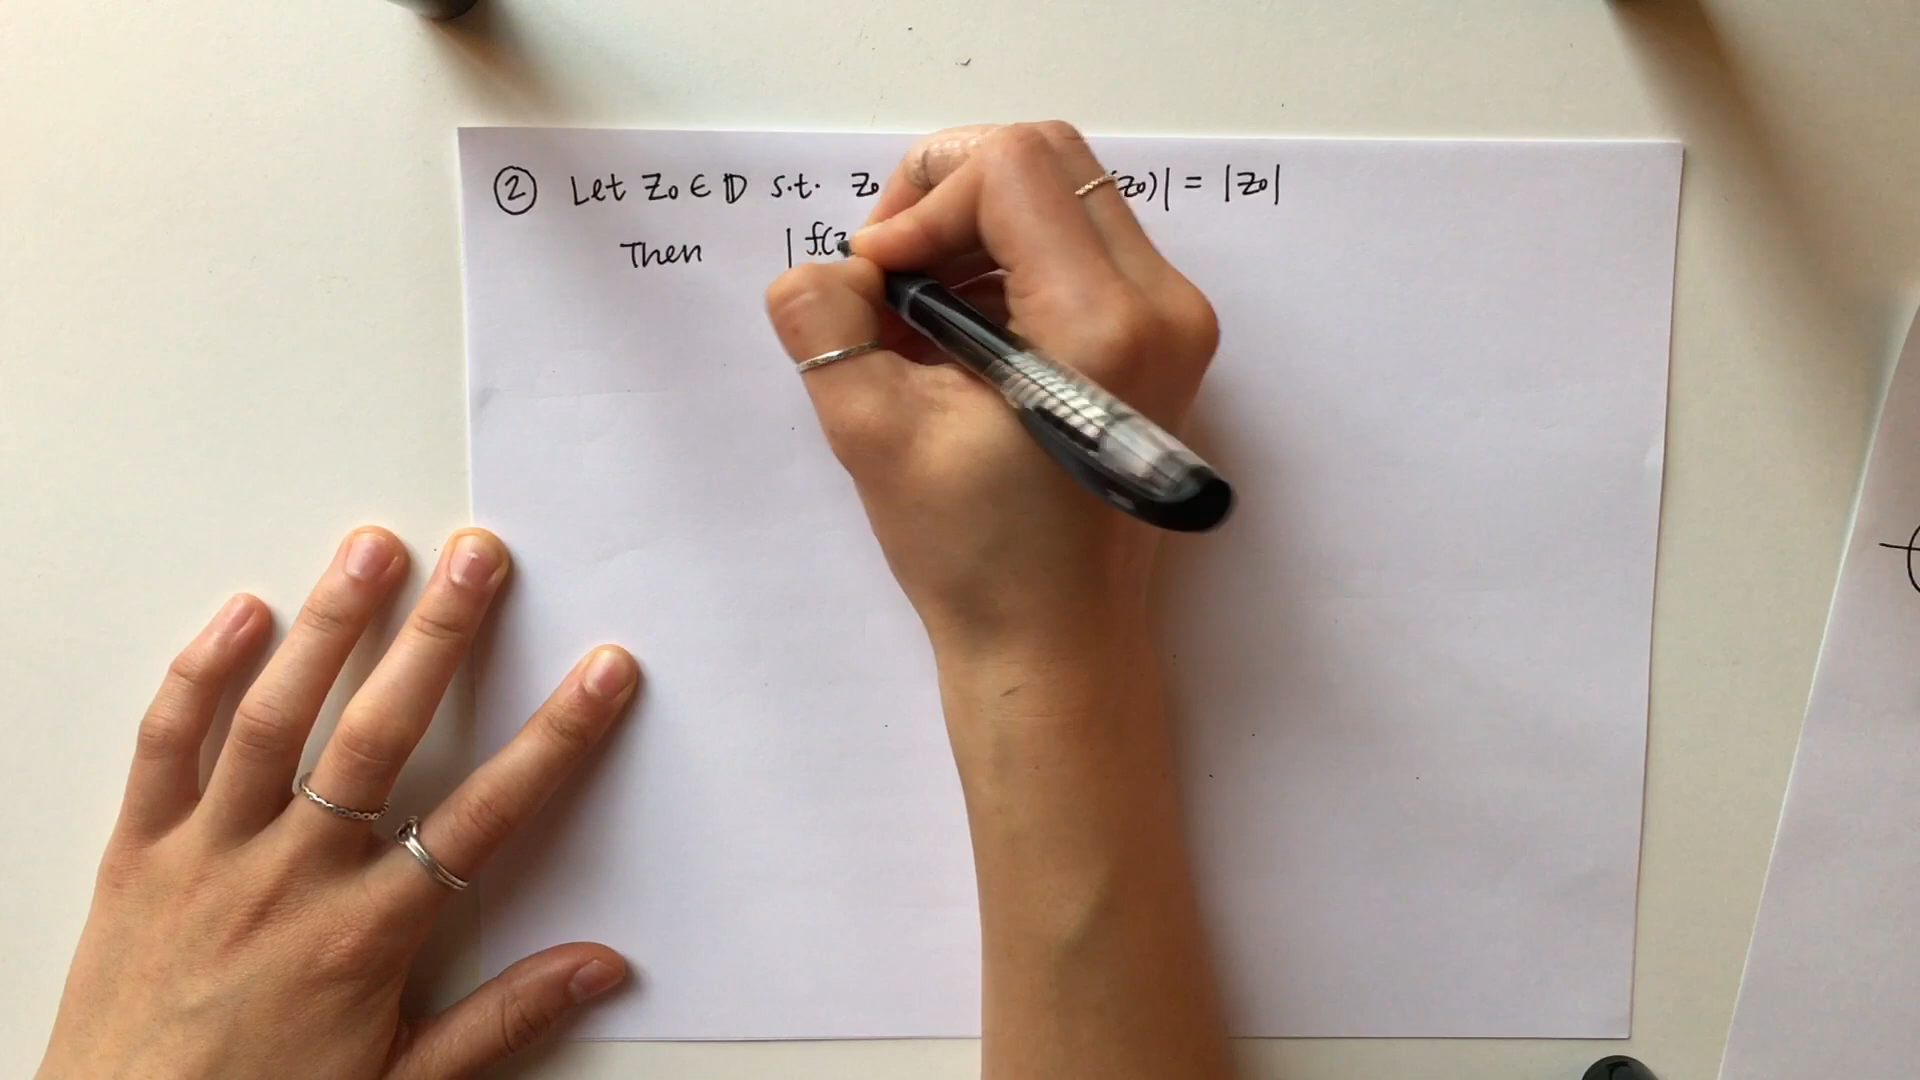 ② Let z₀ ∈ 𝔻 s.t. z₀ z₀)| = |z₀|
Then | f(z